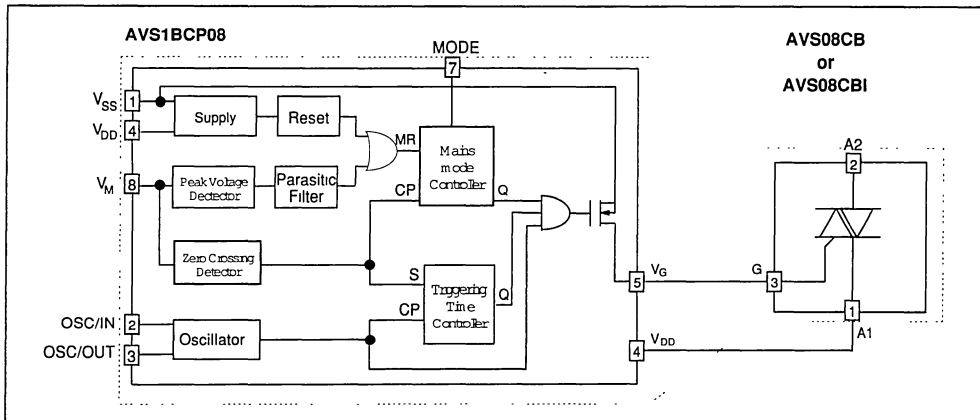 AVS1BCP08
MODE
7
AVS08CB
or
AVS08CBI
VSS
1
Supply
Reset
VDD
4
MR
Mains
mode
Controller
A2
2
VM
8
Peak Voltage
Dectector
Parasitic
Filter
CP
Q
Zero Crossing
Detector
S
Triggering
Time
Controller
Q
CP
5
VG
G
3
OSC/IN
2
Oscillator
OSC/OUT
3
1
A1
4
VDD